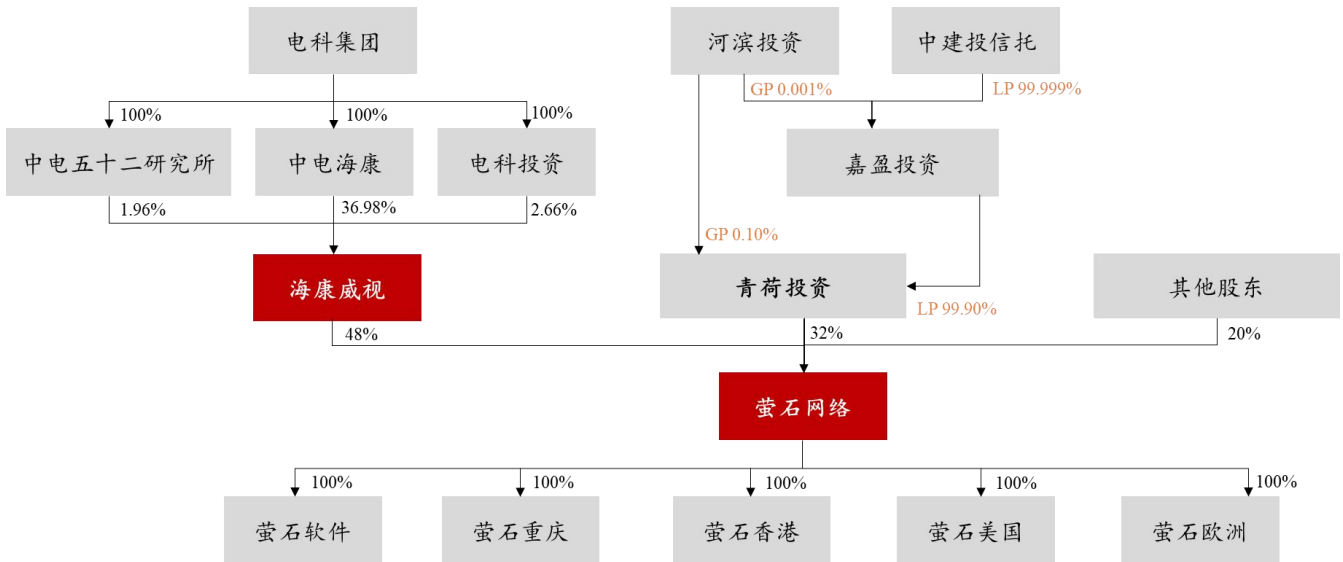 电科集团
河滨投资
中建投信托
GP 0.001%
LP 99.999%
100%
100%
100%
中电五十二研究所
中电海康
电科投资
嘉盈投资
1.96%
36.98%
2.66%
GP 0.10%
海康威视
青荷投资
其他股东
LP 99.90%
48%
32%
20%
萤石网络
100%
100%
100%
100%
100%
萤石软件
萤石重庆
萤石香港
萤石美国
萤石欧洲